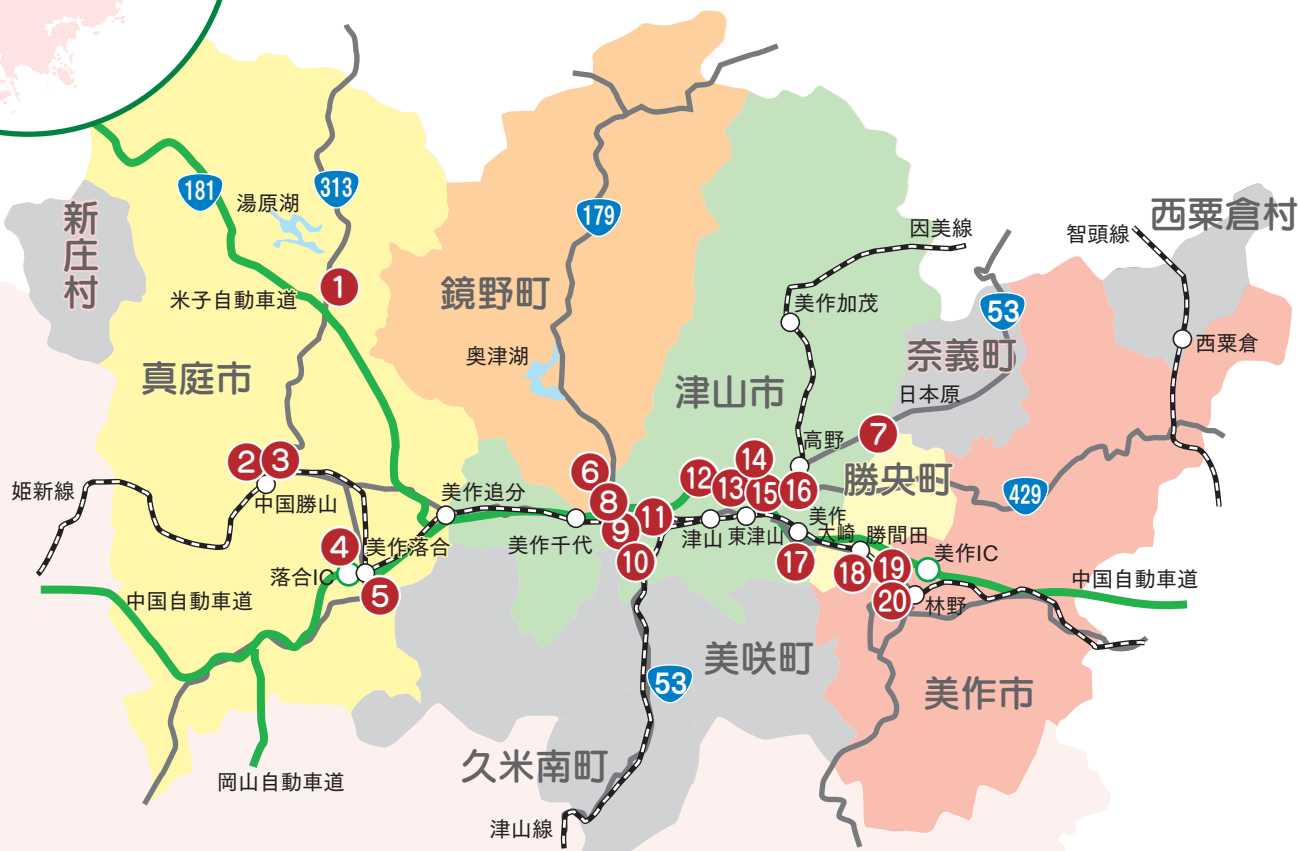 西粟倉村
新庄村
181
湯原湖
313
179
因美線
智頭線
1
米子自動車道
鏡野町
美作加茂
53
奈義町
西粟倉
奥津湖
真庭市
津山市
日本原
高野
7
2
3
中国勝山
姫新線
6
8
9
10
11
12
13
14
15
16
勝央町
429
美作追分
美作千代
津山
東津山
美作
大崎
勝間田
美作IC
4
美作落合
落合IC
5
17
18
19
20
林野
中国自動車道
中国自動車道
美咲町
53
美作市
久米南町
岡山自動車道
津山線